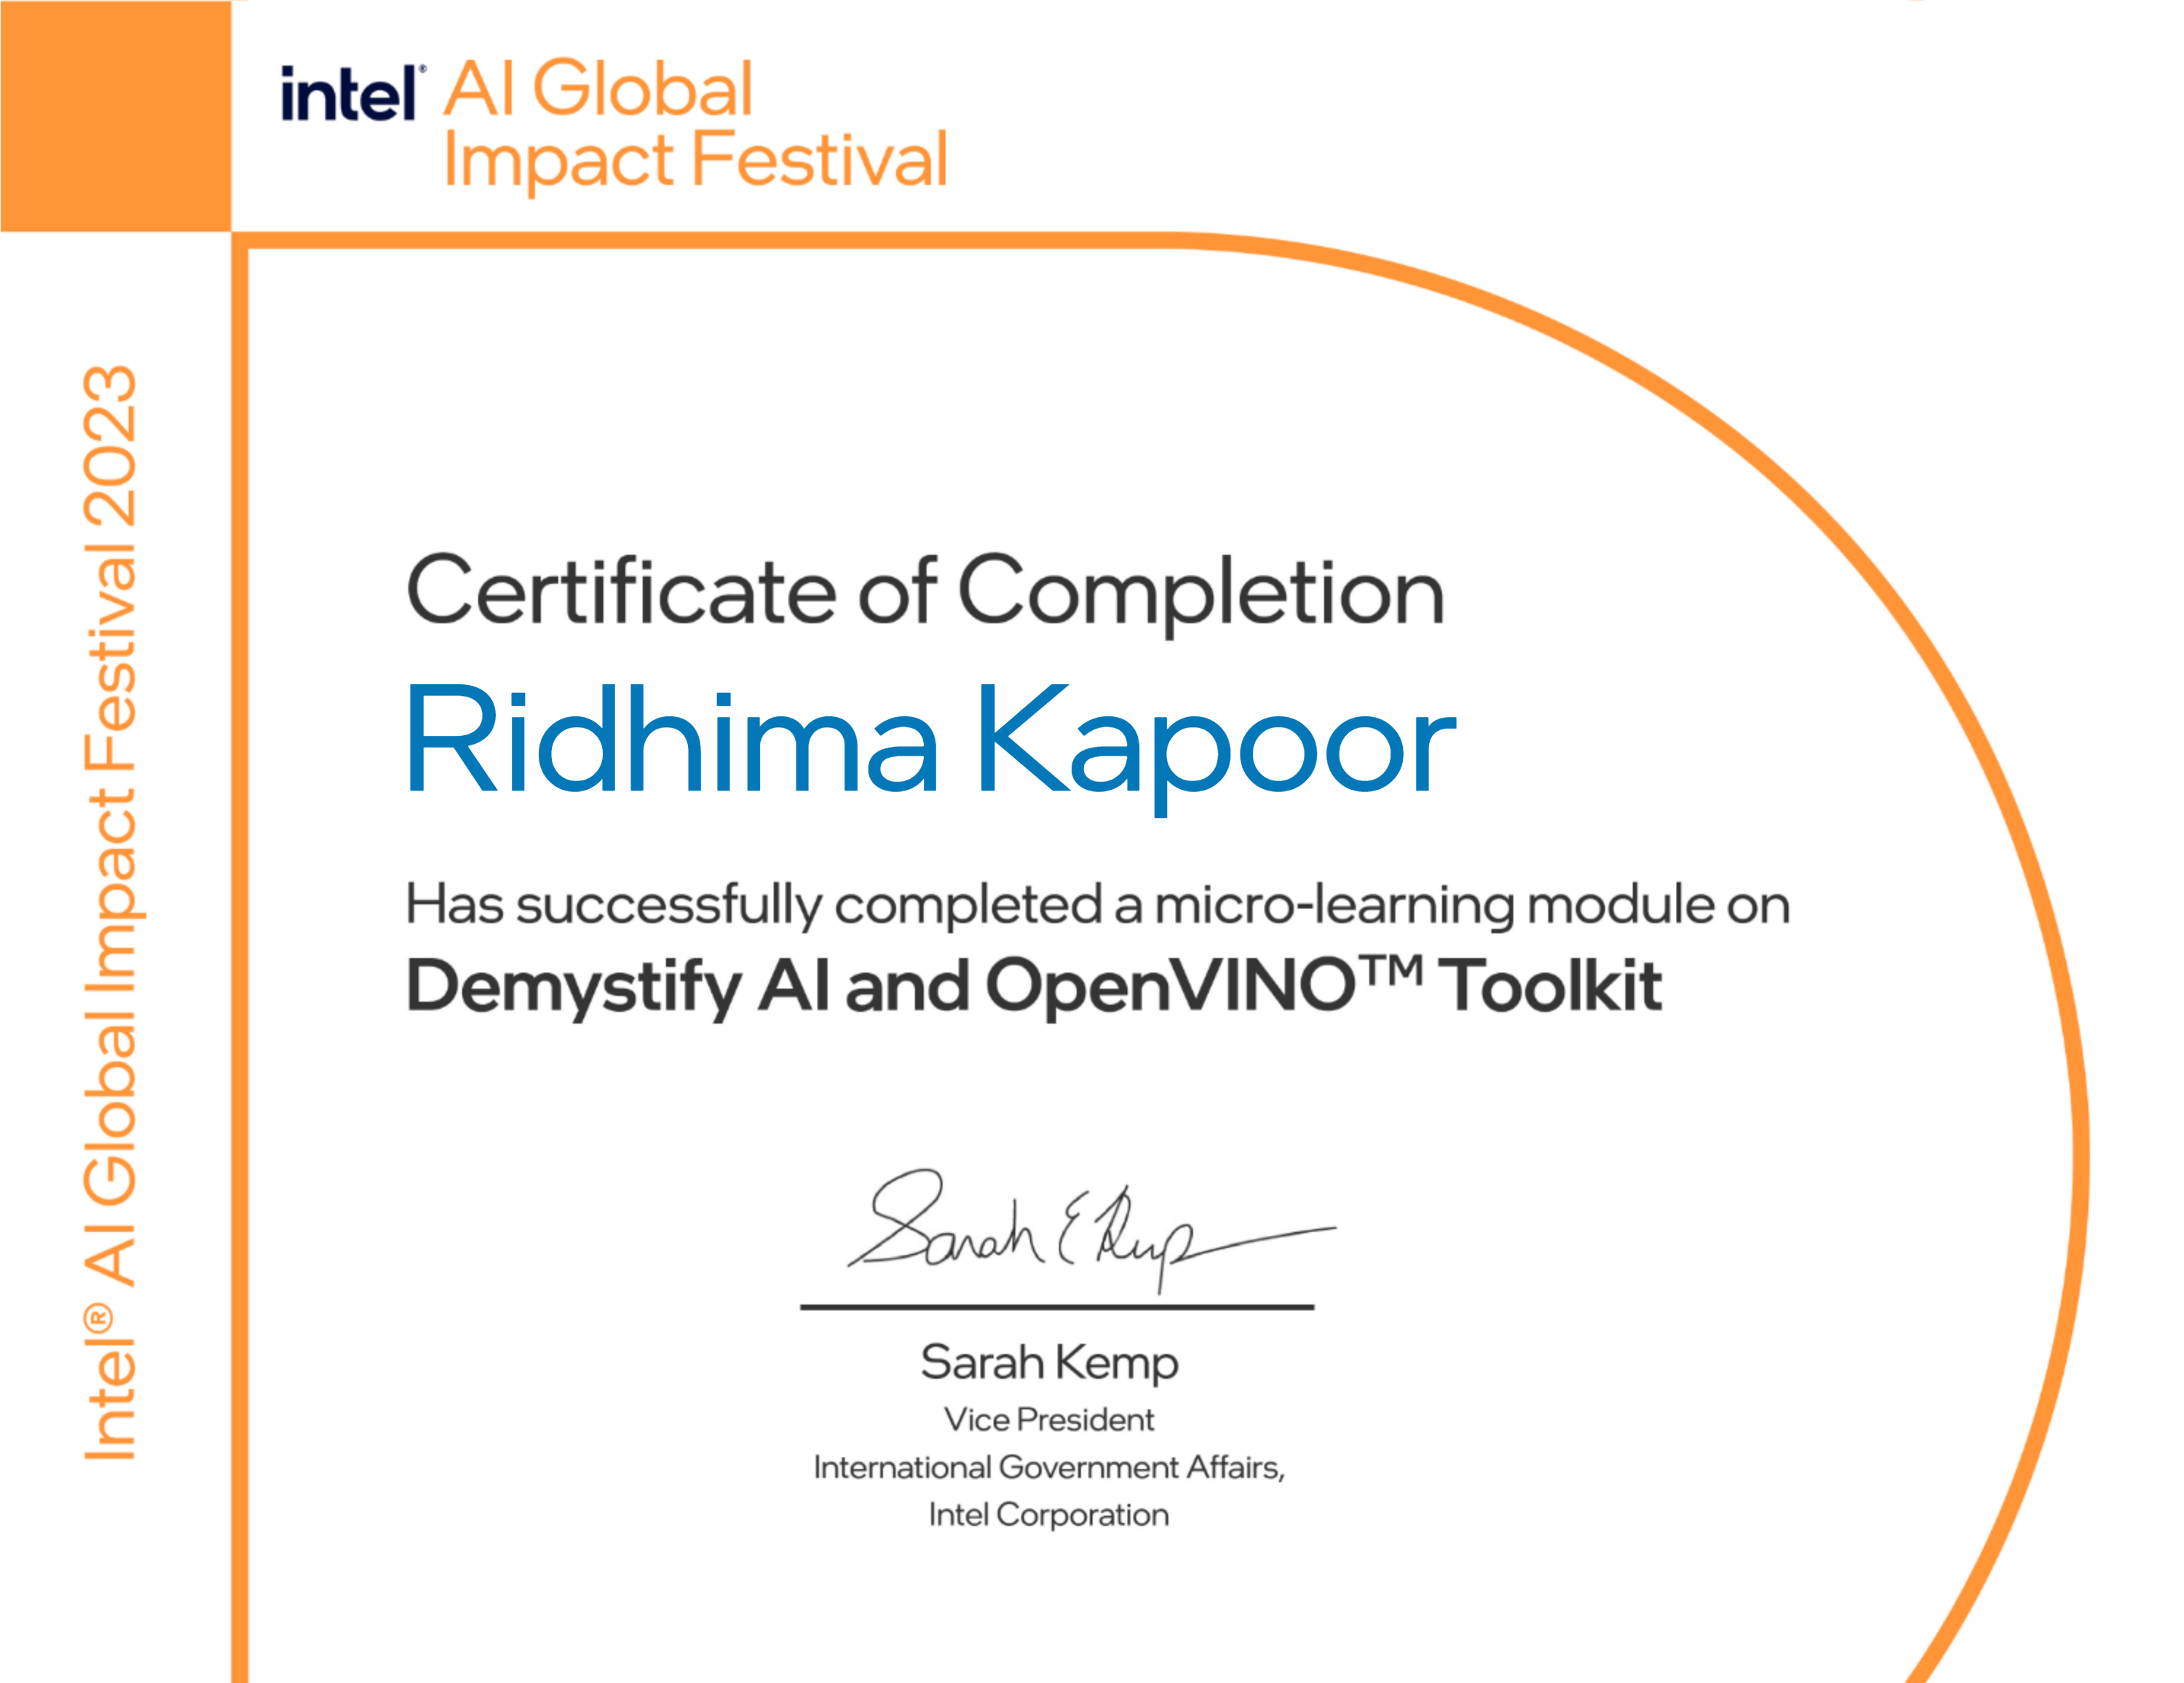 intel® AI Global
Impact Festival
Intel® AI Global Impact Festival 2023
Certificate of Completion
Ridhima Kapoor
Has successfully completed a micro-learning module on
Demystify AI and OpenVINO™ Toolkit
Sarah E Kemp
Sarah Kemp
Vice President
International Government Affairs,
Intel Corporation